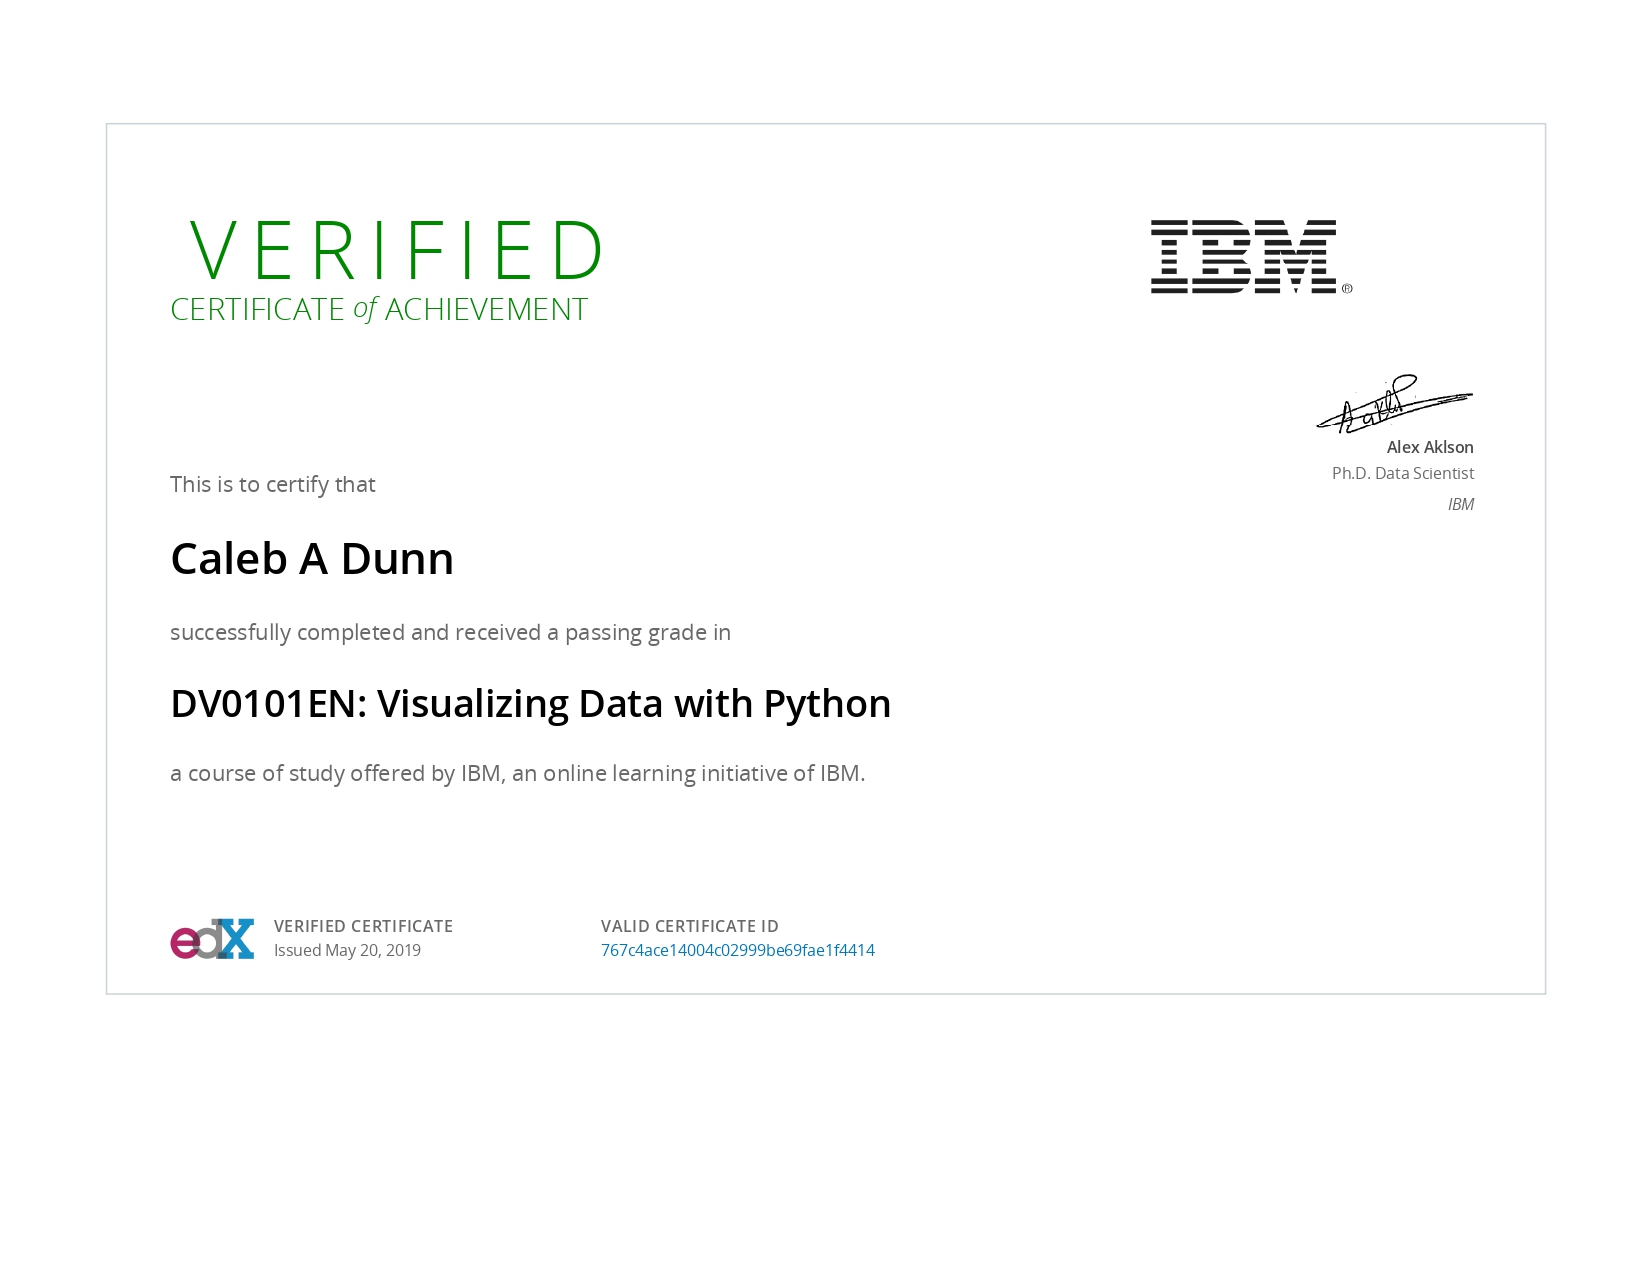 VERIFIED
CERTIFICATE of ACHIEVEMENT
IBM®
Alex Aklson
Ph.D. Data Scientist
IBM
This is to certify that
Caleb A Dunn
successfully completed and received a passing grade in
DV0101EN: Visualizing Data with Python
a course of study offered by IBM, an online learning initiative of IBM.
edX
VERIFIED CERTIFICATE
Issued May 20, 2019
VALID CERTIFICATE ID
767c4ace14004c02999be69fae1f4414